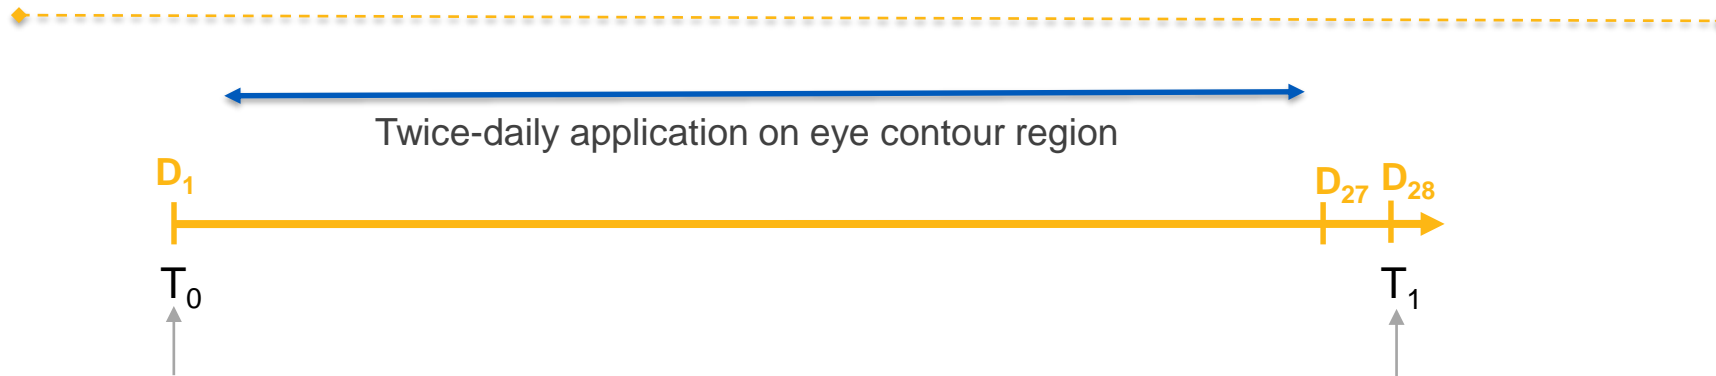 Twice-daily application on eye contour region
D₁ D₂₇ D₂₈
T₀ T₁